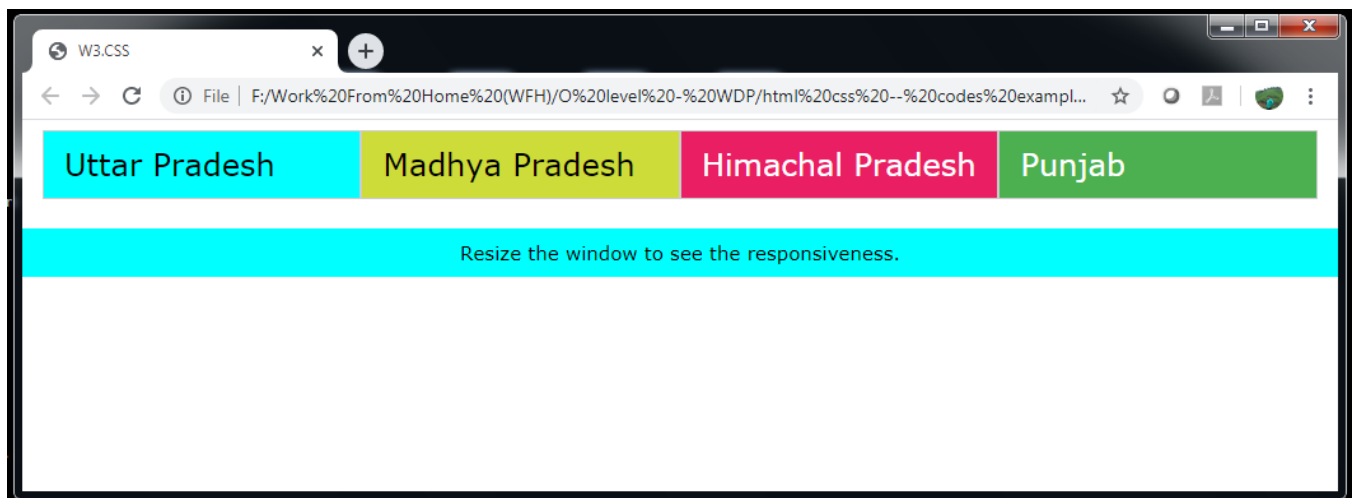 W3.CSS
File | F:/Work%20From%20Home%20(WFH)/O%20level%20-%20WDP/html%20css%20--%20codes%20exampl...
Uttar Pradesh Madhya Pradesh Himachal Pradesh Punjab
Resize the window to see the responsiveness.